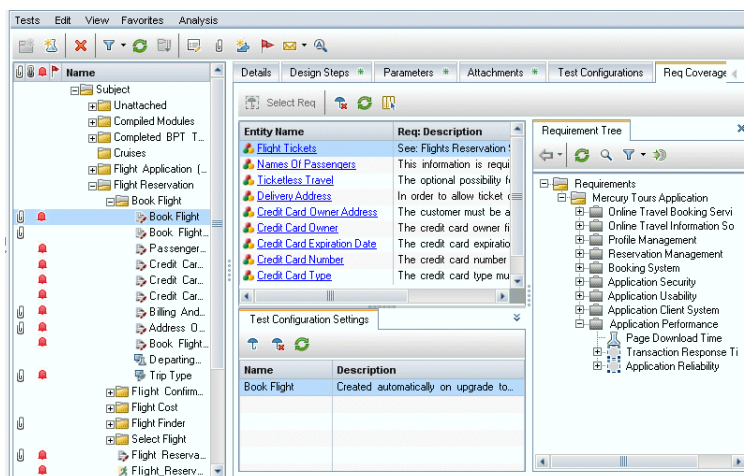 Tests Edit View Favorites Analysis
Name
Subject
Unattached
Compiled Modules
Completed BPT T...
Cruises
Flight Application (...
Flight Reservation
Book Flight
Book Flight
Book Flight...
Passenger...
Credit Car...
Credit Car...
Credit Car...
Billing And...
Address O...
Book Flight...
Departing...
Trip Type
Flight Confirm...
Flight Cost
Flight Finder
Select Flight
Flight Reserva...
Flight_Reserv...
Details Design Steps * Parameters * Attachments * Test Configurations Req Coverage
Select Req
Entity Name Req: Description
Flight Tickets See: Flights Reservation S
Names Of Passengers This information is requi
Ticketless Travel The optional possibility f
Delivery Address In order to allow ticket
Credit Card Owner Address The customer must be a
Credit Card Owner The credit card owner fi
Credit Card Expiration Date The credit card expiratio
Credit Card Number The credit card number
Credit Card Type The credit card type mu
Test Configuration Settings
Name Description
Book Flight Created automatically on upgrade to...
Requirement Tree
Requirements
Mercury Tours Application
Online Travel Booking Servi
Online Travel Information So
Profile Management
Reservation Management
Booking System
Application Security
Application Usability
Application Client System
Application Performance
Page Download Time
Transaction Response Ti
Application Reliability